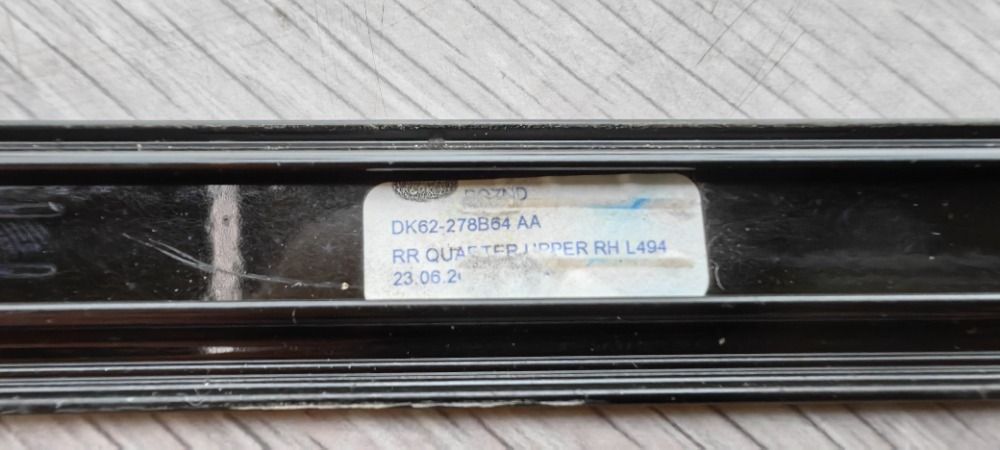 DK62-278B64 AA
RR QUARTER UPPER RH L494
23.06.2